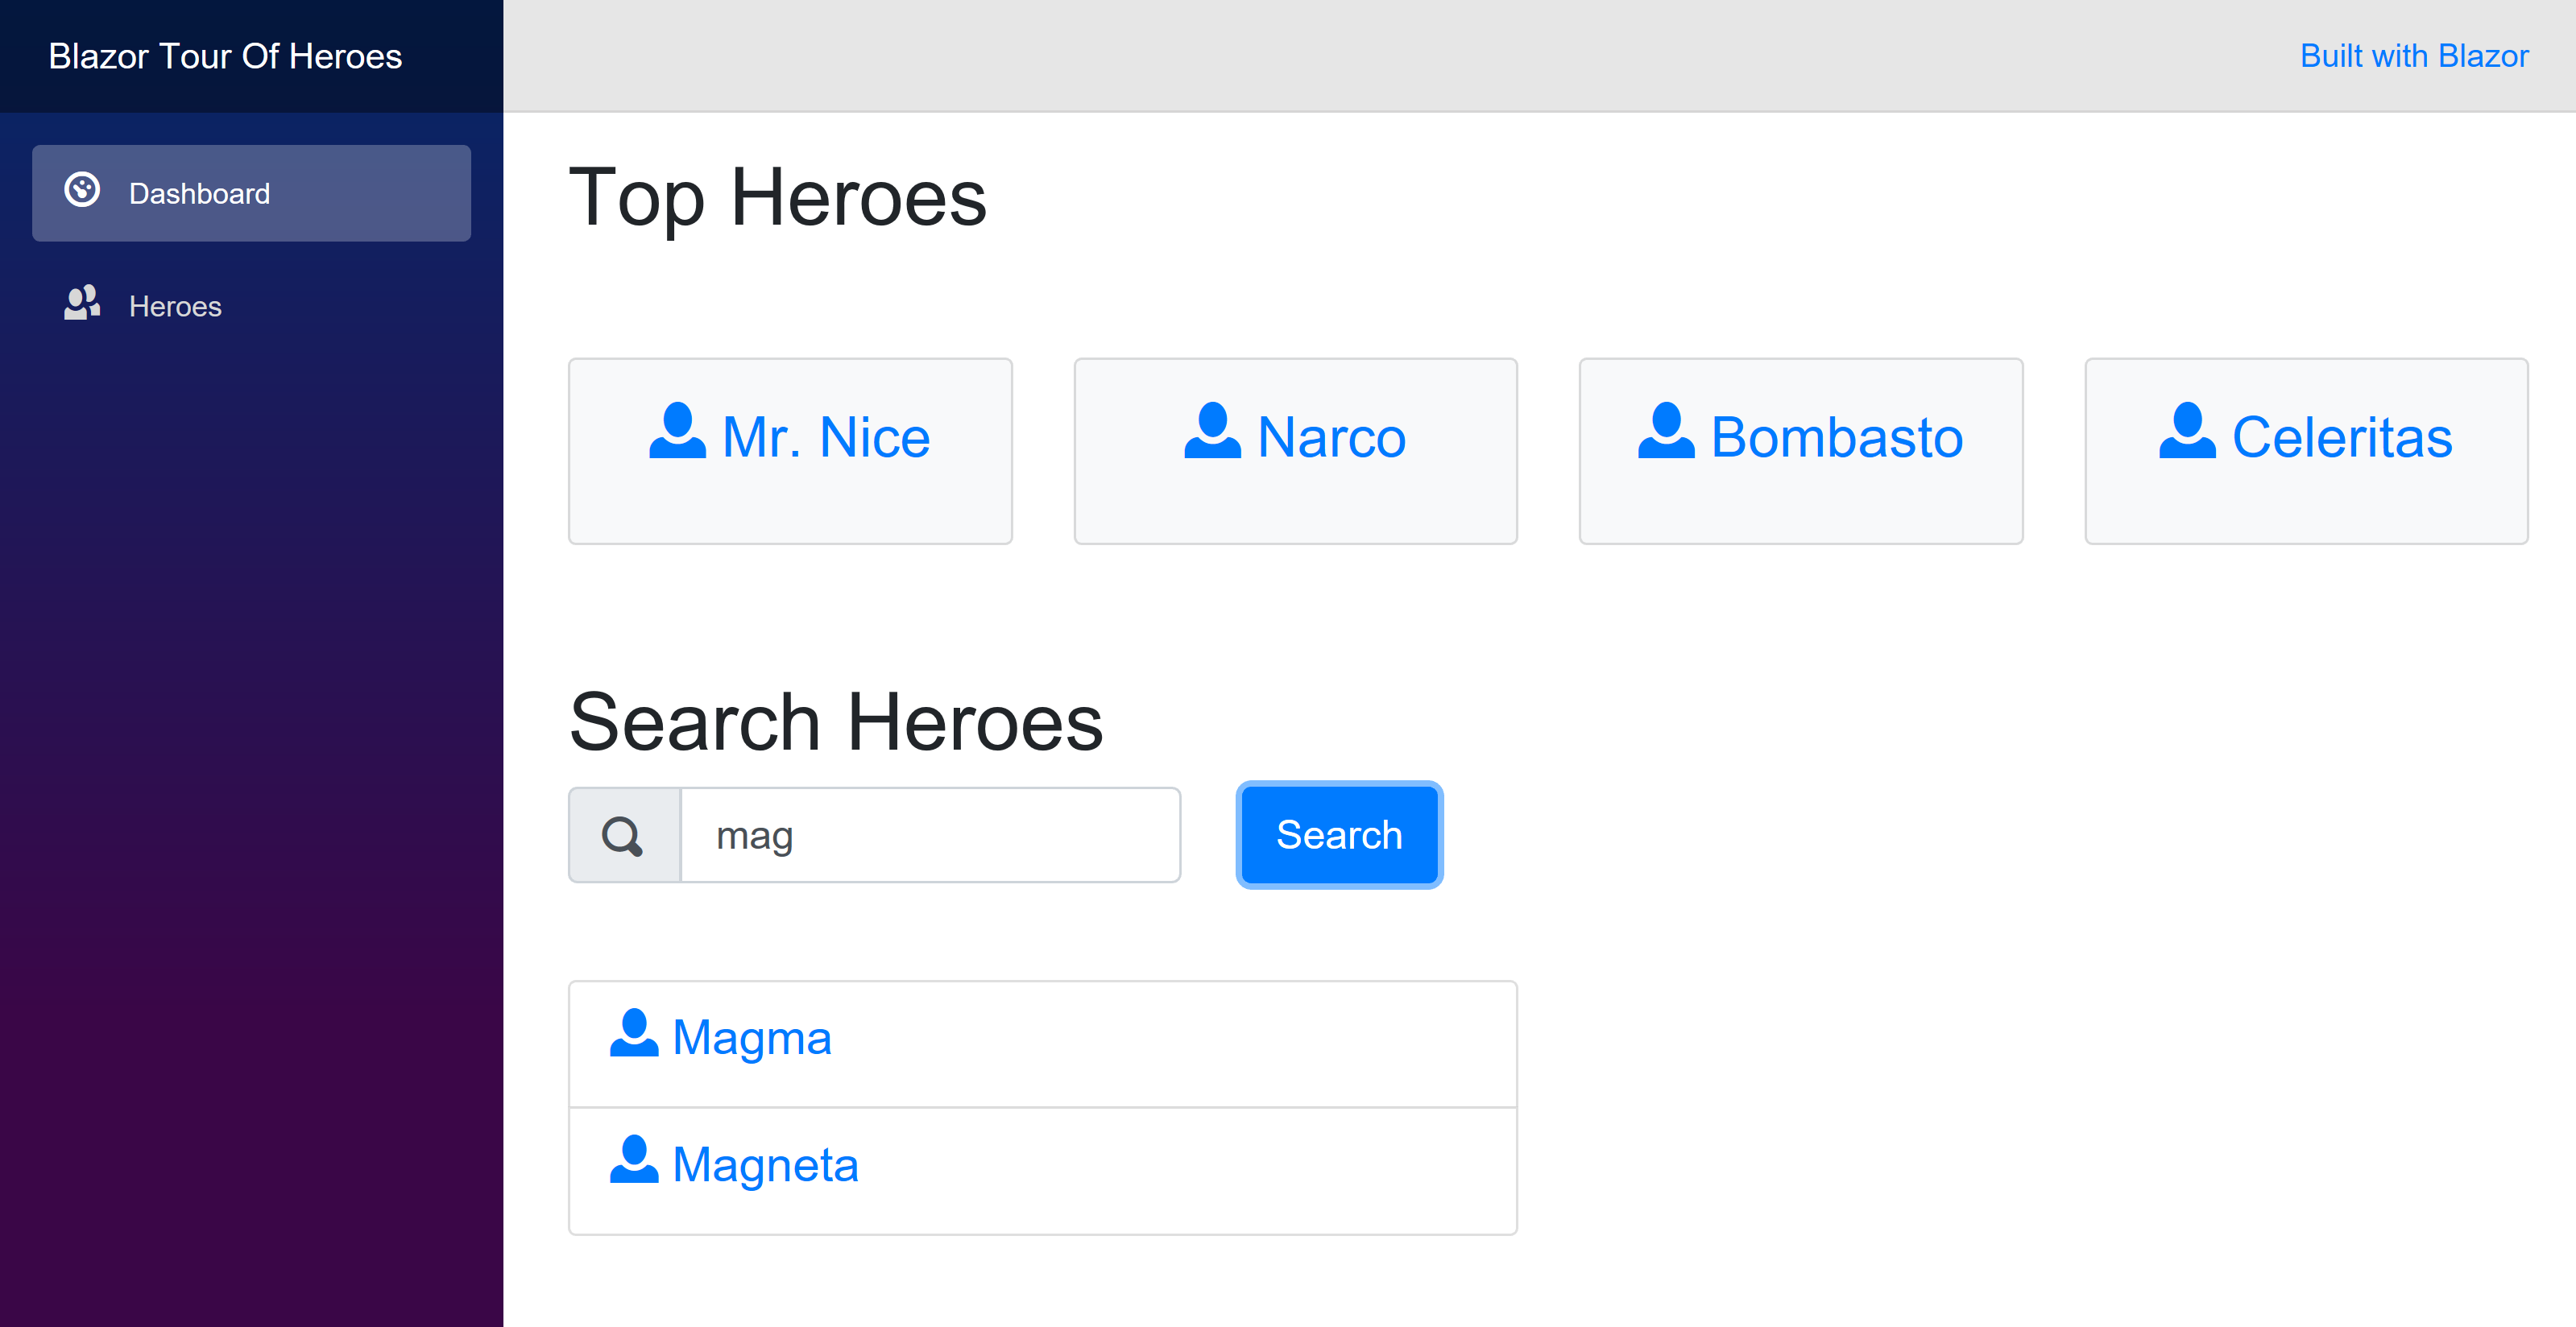 Blazor Tour Of Heroes
Built with Blazor
Dashboard
Heroes
Top Heroes
Mr. Nice
Narco
Bombasto
Celeritas
Search Heroes
mag
Search
Magma
Magneta